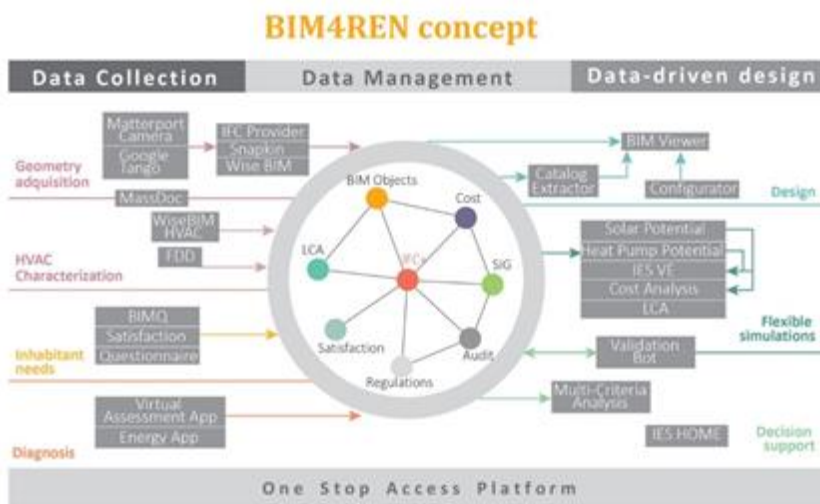 BIM4REN concept
Data Collection
Data Management
Data-driven design
Matterport
Camera
Google
Tango
IFC Provider
Snapkin
Wise BIM
Geometry
adquisition
MassDoc
WiseBIM
HVAC
FDD
HVAC
Characterization
BIMQ
Satisfaction
Questionnaire
Inhabitant
needs
Virtual
Assessment App
Energy App
Diagnosis
BIM Objects
Cost
LCA
IFC4
SIG
Satisfaction
Audit
Regulations
BIM Viewer
Catalog
Extractor
Configurator
Design
Solar Potential
Heat Pump Potential
IES VE
Cost Analysis
LCA
Flexible
simulations
Validation
Bot
Multi-Criteria
Analysis
IES HOME
Decision
support
One Stop Access Platform